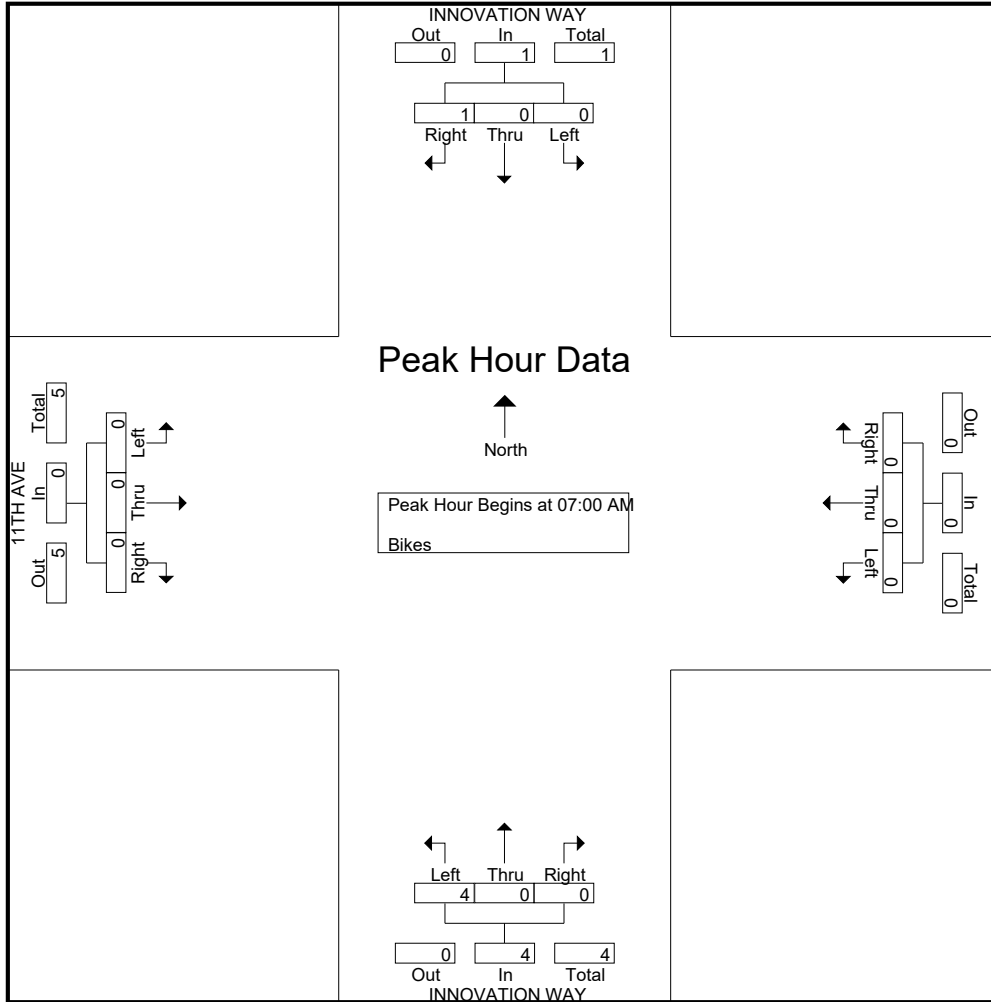 INNOVATION WAY
Out In Total
0 1 1
1 0 0
Right Thru Left
Peak Hour Data
North
Peak Hour Begins at 07:00 AM
Bikes
11TH AVE
Out In Total
5 0 5
0 0 0
Right Thru Left
Out In Total
0 0 0
0 0 0
Right Thru Left
Left Thru Right
4 0 0
0 4 4
Out In Total
INNOVATION WAY